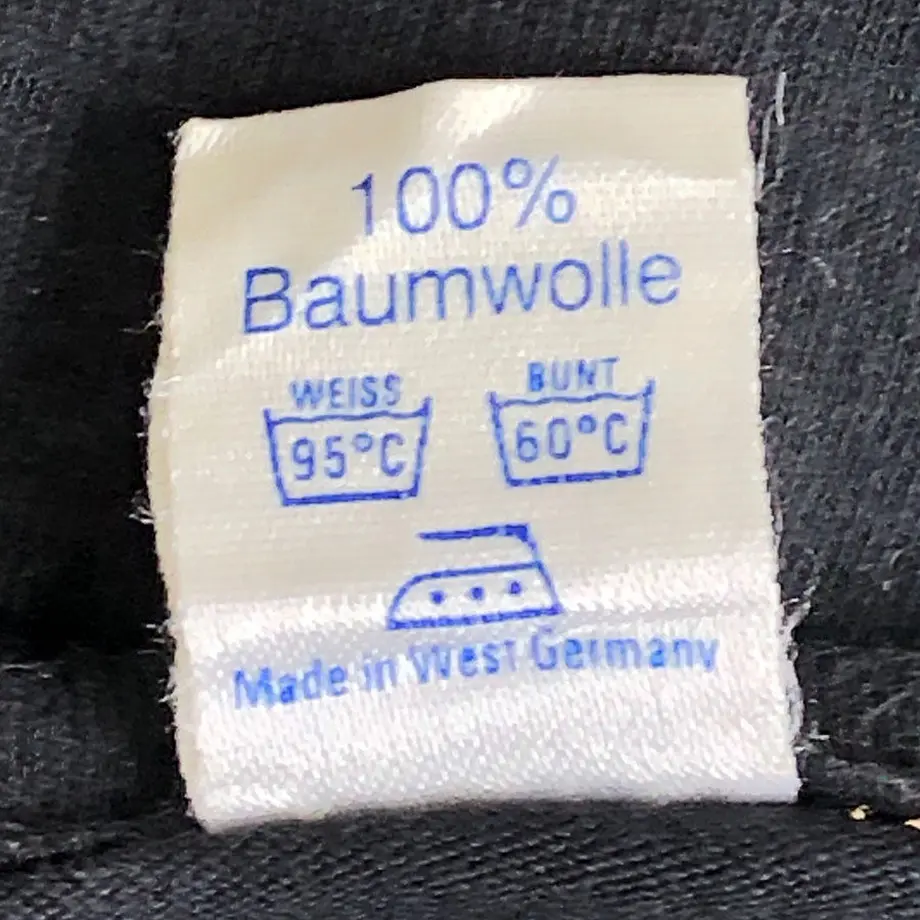 100%
Baumwolle
WEISS BUNT
95°C 60°C
Made in West Germany